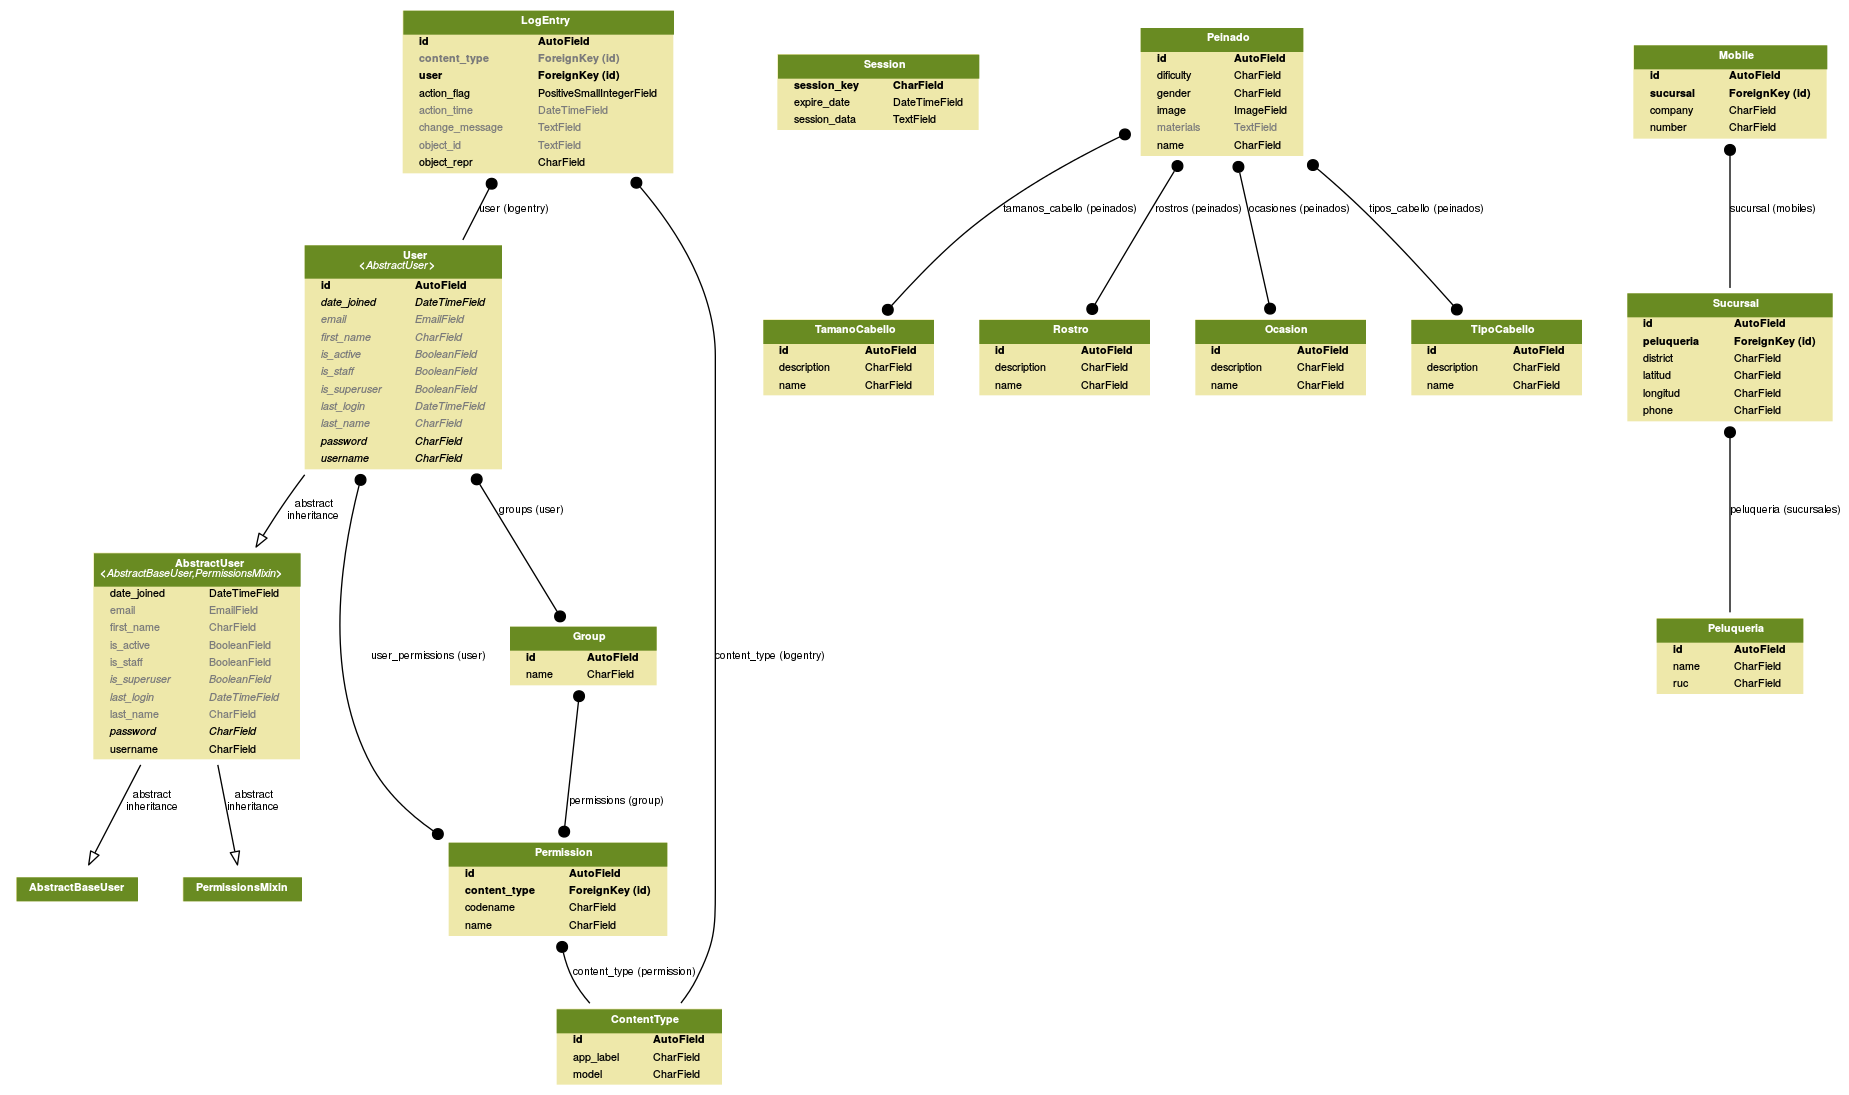 LogEntry
id AutoField
content_type ForeignKey (id)
user ForeignKey (id)
action_flag PositiveSmallIntegerField
action_time DateTimeField
change_message TextField
object_id TextField
object_repr CharField
Session
session_key CharField
expire_date DateTimeField
session_data TextField
Peinado
id AutoField
dificulty CharField
gender CharField
image ImageField
materials TextField
name CharField
Mobile
id AutoField
sucursal ForeignKey (id)
company CharField
number CharField
user (logentry)
tamanos_cabello (peinados)
rostros (peinados)
ocasiones (peinados)
tipos_cabello (peinados)
sucursal (mobiles)
User
<AbstractUser>
id AutoField
date_joined DateTimeField
email EmailField
first_name CharField
is_active BooleanField
is_staff BooleanField
is_superuser BooleanField
last_login DateTimeField
last_name CharField
password CharField
username CharField
TamanoCabello
id AutoField
description CharField
name CharField
Rostro
id AutoField
description CharField
name CharField
Ocasion
id AutoField
description CharField
name CharField
TipoCabello
id AutoField
description CharField
name CharField
Sucursal
id AutoField
peluqueria ForeignKey (id)
district CharField
latitud CharField
longitud CharField
phone CharField
abstract
inheritance
groups (user)
peluqueria (sucursales)
AbstractUser
<AbstractBaseUser,PermissionsMixin>
date_joined DateTimeField
email EmailField
first_name CharField
is_active BooleanField
is_staff BooleanField
is_superuser BooleanField
last_login DateTimeField
last_name CharField
password CharField
username CharField
user_permissions (user)
Group
id AutoField
name CharField
content_type (logentry)
Peluqueria
id AutoField
name CharField
ruc CharField
abstract
inheritance
abstract
inheritance
permissions (group)
AbstractBaseUser
PermissionsMixin
Permission
id AutoField
content_type ForeignKey (id)
codename CharField
name CharField
content_type (permission)
ContentType
id AutoField
app_label CharField
model CharField